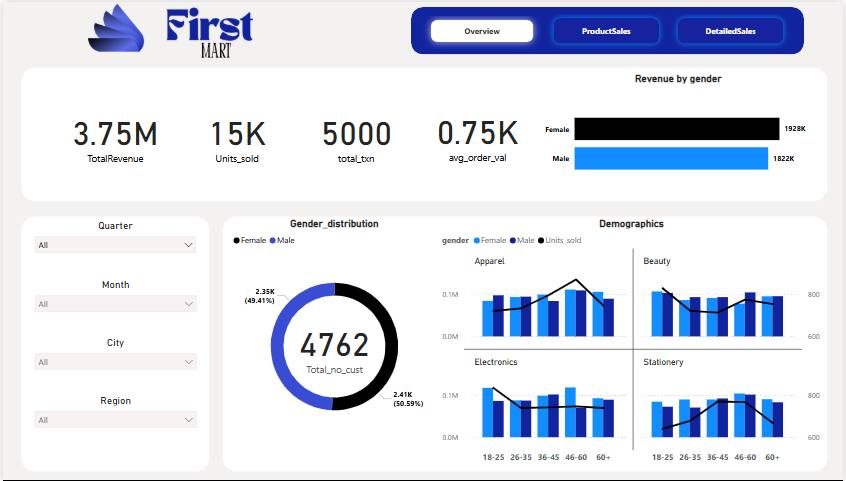 First
MART
Overview
ProductSales
DetailedSales
3.75M
TotalRevenue
15K
Units_sold
5000
total_txn
0.75K
avg_order_val
Revenue by gender
Female
1928K
Male
1822K
Quarter
All
Month
All
City
All
Region
All
Gender_distribution
Female Male
2.35K
(49.41%)
4762
Total_no_cust
2.41K
(50.59%)
Demographics
gender Female Male Units_sold
Apparel
Beauty
0.1M
800
0.0M
600
Electronics
Stationery
0.1M
800
0.0M
600
18-25 26-35 36-45 46-60 60+
18-25 26-35 36-45 46-60 60+